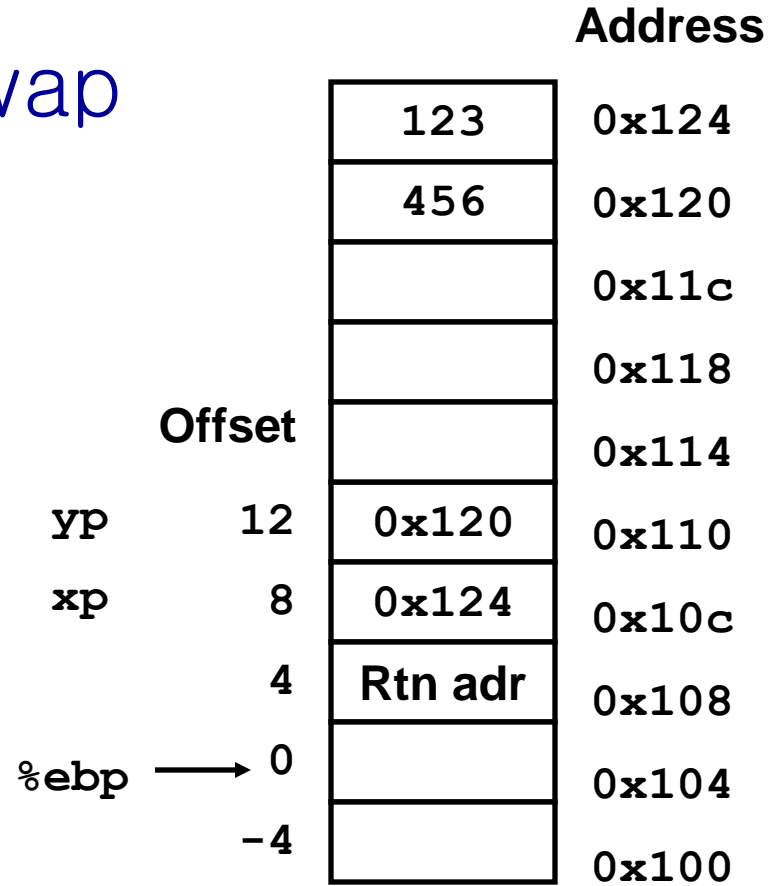 Address
123 0x124
456 0x120
0x11c
0x118
Offset 0x114
yp 12 0x120 0x110
xp 8 0x124 0x10c
4 Rtn adr 0x108
%ebp 0 0x104
-4 0x100